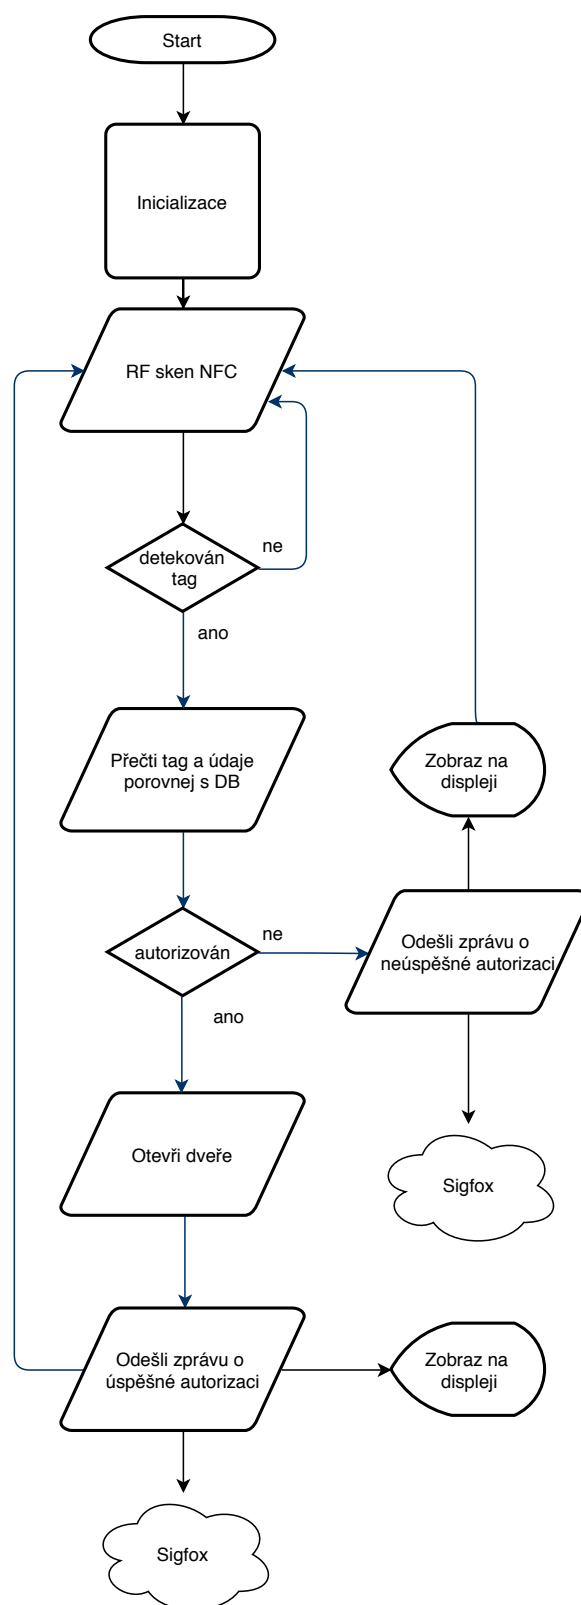 Start
Inicializace
RF sken NFC
detekován
tag
ne
ano
Přečti tag a údaje
porovnej s DB
Zobraz na
displeji
autorizován
ne
Odešli zprávu o
neúspěšné autorizaci
ano
Otevři dveře
Sigfox
Odešli zprávu o
úspěšné autorizaci
Zobraz na
displeji
Sigfox